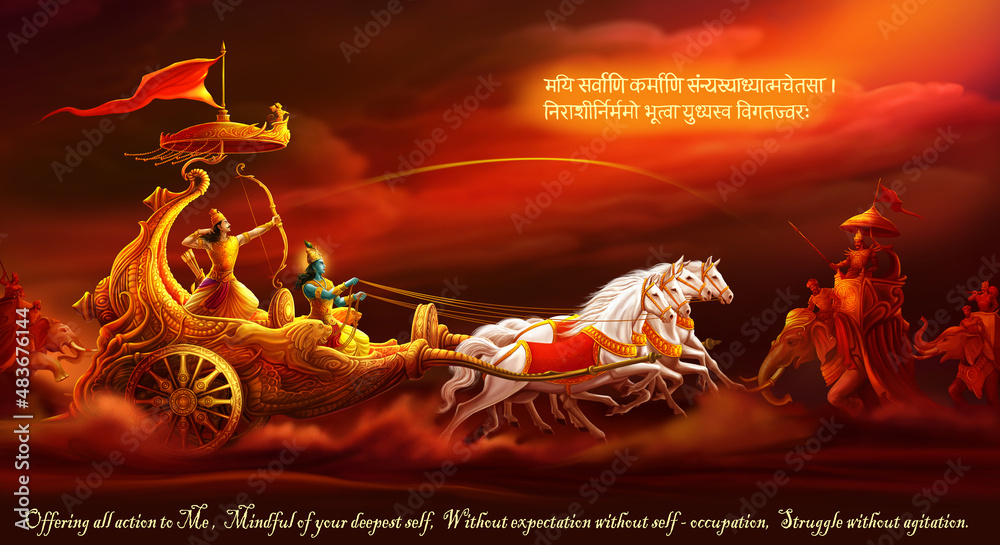 मयि सर्वाणि कर्माणि संन्यस्याध्यात्मचेतसा ।
निराशीर्निर्ममो भूत्वा युध्यस्व विगतज्वरः
Offering all action to Me, Mindful of your deepest self, Without expectation without self - occupation, Struggle without agitation.
Adobe Stock | #483676144